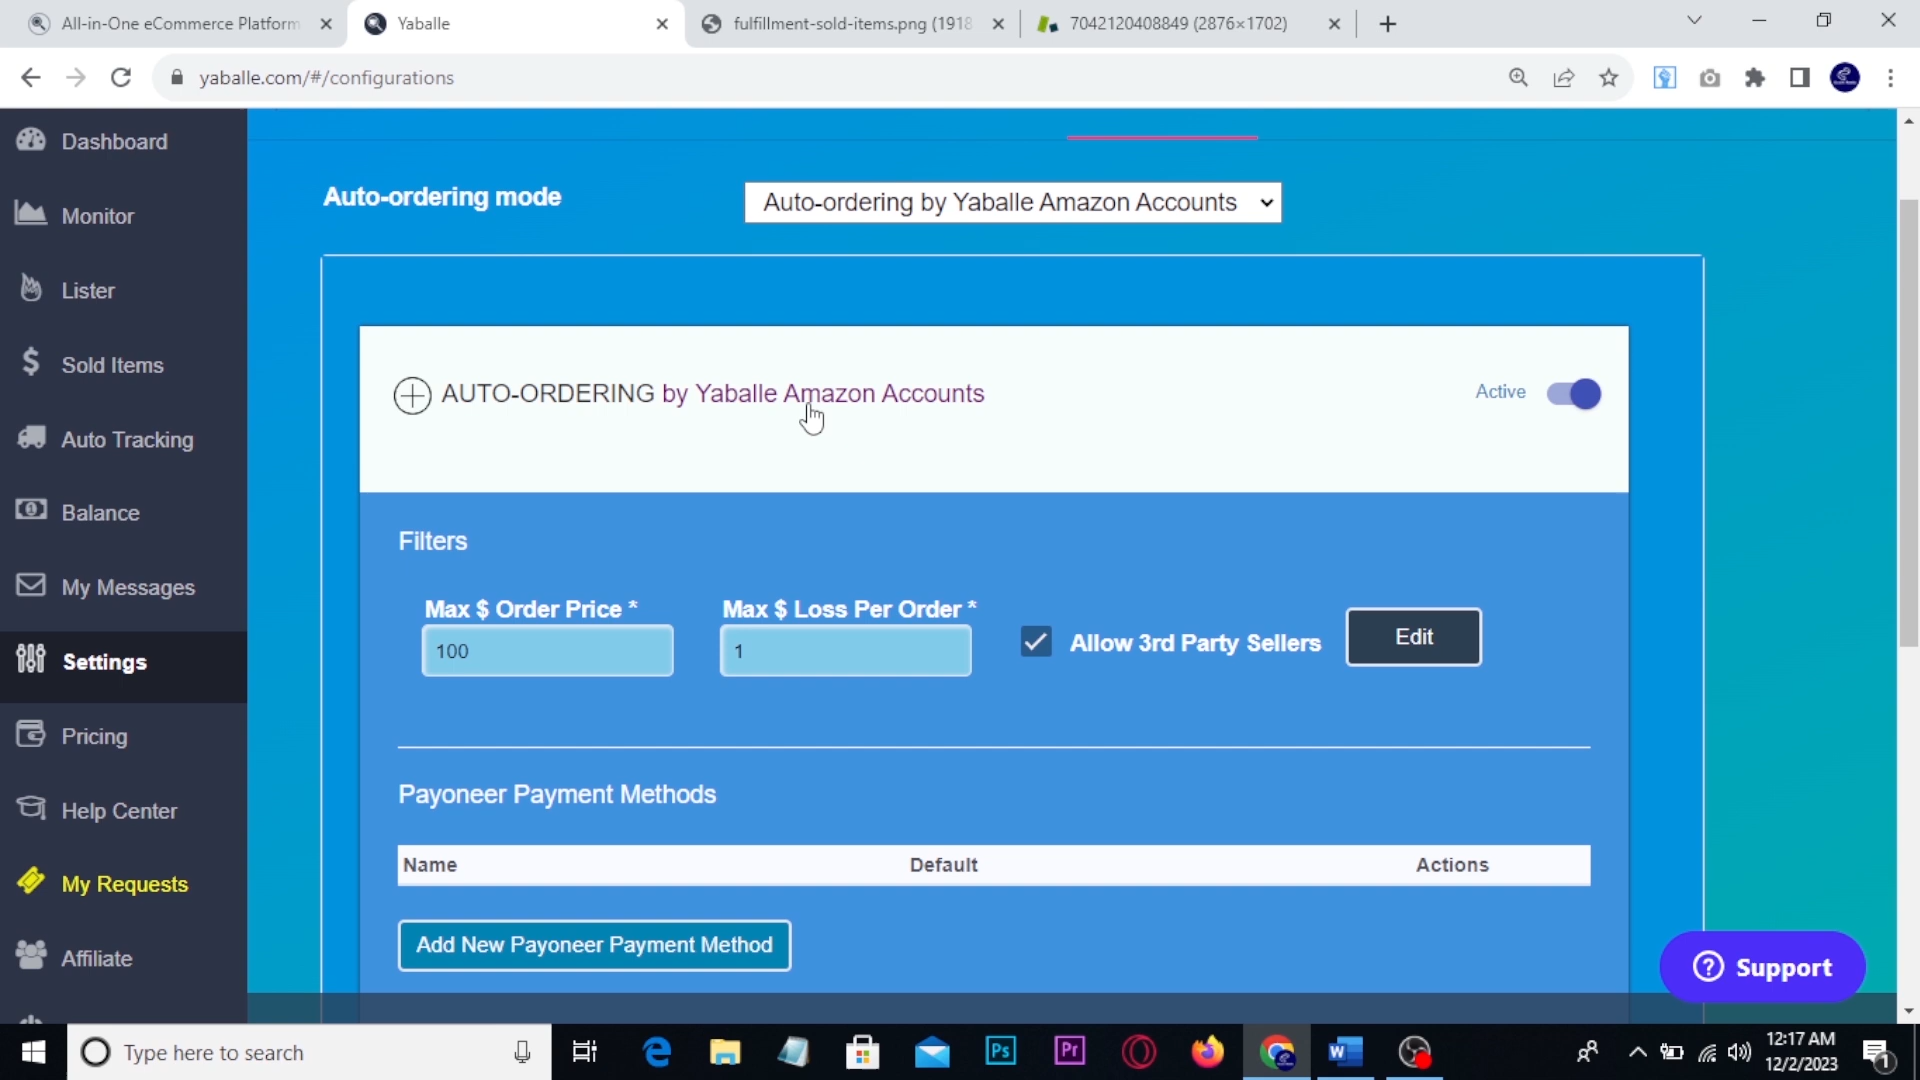 All-in-One eCommerce Platform
Yaballe
fulfillment-sold-items.png (1918
7042120408849 (2876×1702)
yaballe.com/#/configurations
Dashboard
Monitor
Lister
Sold Items
Auto Tracking
Balance
My Messages
Settings
Pricing
Help Center
My Requests
Affiliate
Auto-ordering mode
Auto-ordering by Yaballe Amazon Accounts
AUTO-ORDERING by Yaballe Amazon Accounts
Active
Filters
Max $ Order Price *
Max $ Loss Per Order *
100
1
Allow 3rd Party Sellers
Edit
Payoneer Payment Methods
Name Default Actions
Add New Payoneer Payment Method
Support
Type here to search
Ps
Pr
12:17 AM
12/2/2023
1